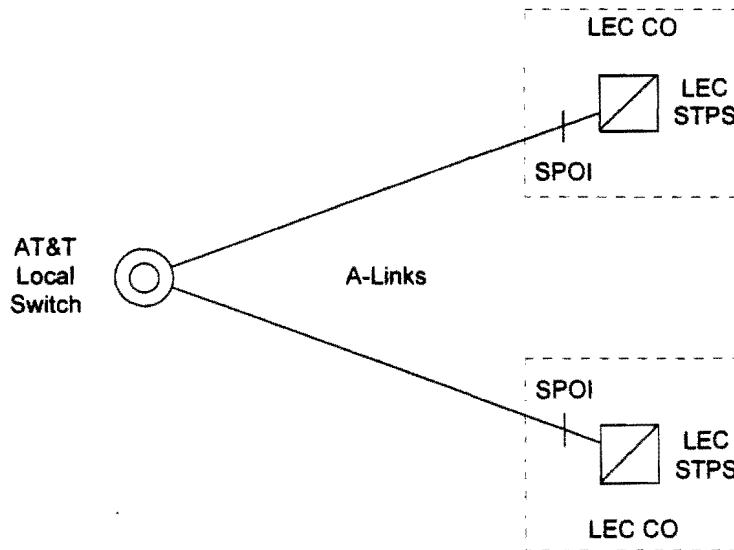 LEC CO
LEC
STPS
SPOI
AT&T
Local
Switch
A-Links
SPOI
LEC
STPS
LEC CO